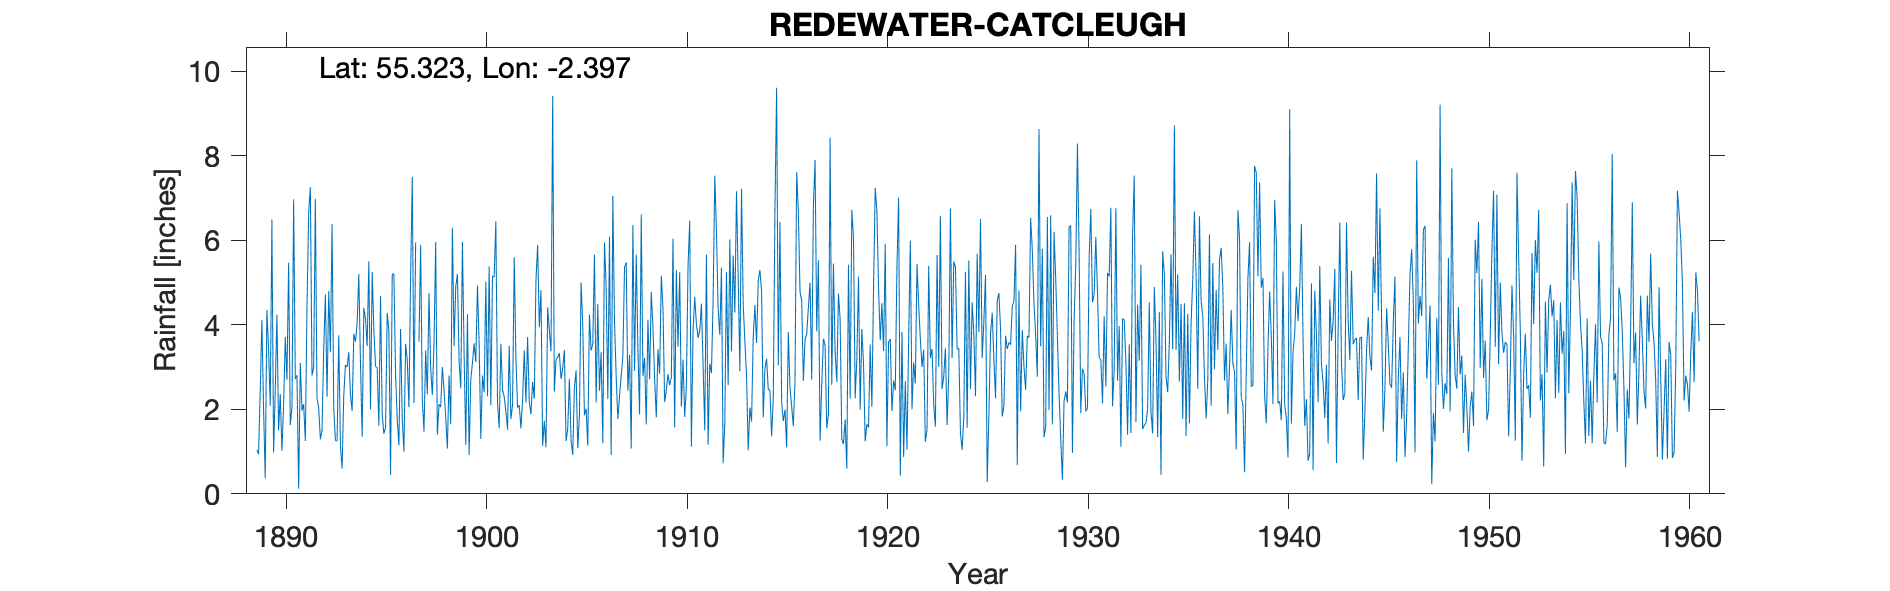 REDEWATER-CATCLEUGH
Lat: 55.323, Lon: -2.397
10
8
6
4
2
0
Rainfall [inches]
1890 1900 1910 1920 1930 1940 1950 1960
Year